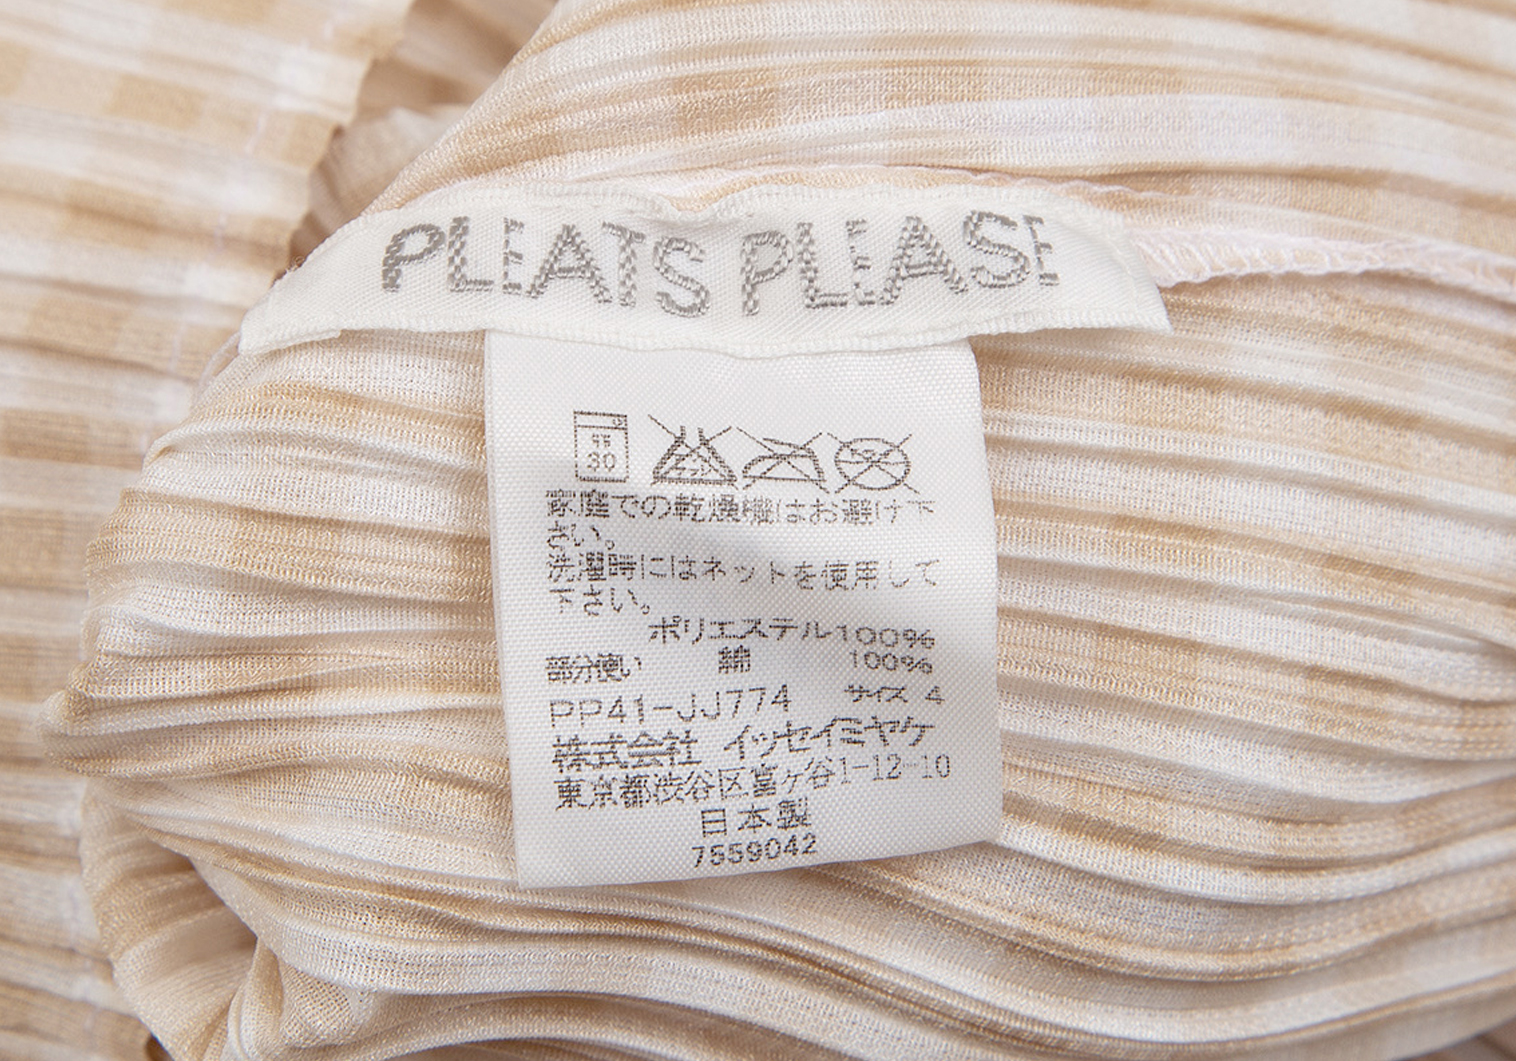 PLEATS PLEASE
弱
30
エンソ
家庭での乾燥機はお避け下
さい。
洗濯時にはネットを使用して
下さい。
ポリエステル100%
部分使い 綿 100%
PP41-JJ774 サイズ 4
株式会社 イッセイミヤケ
東京都渋谷区富ヶ谷1-12-10
日本製
7559042